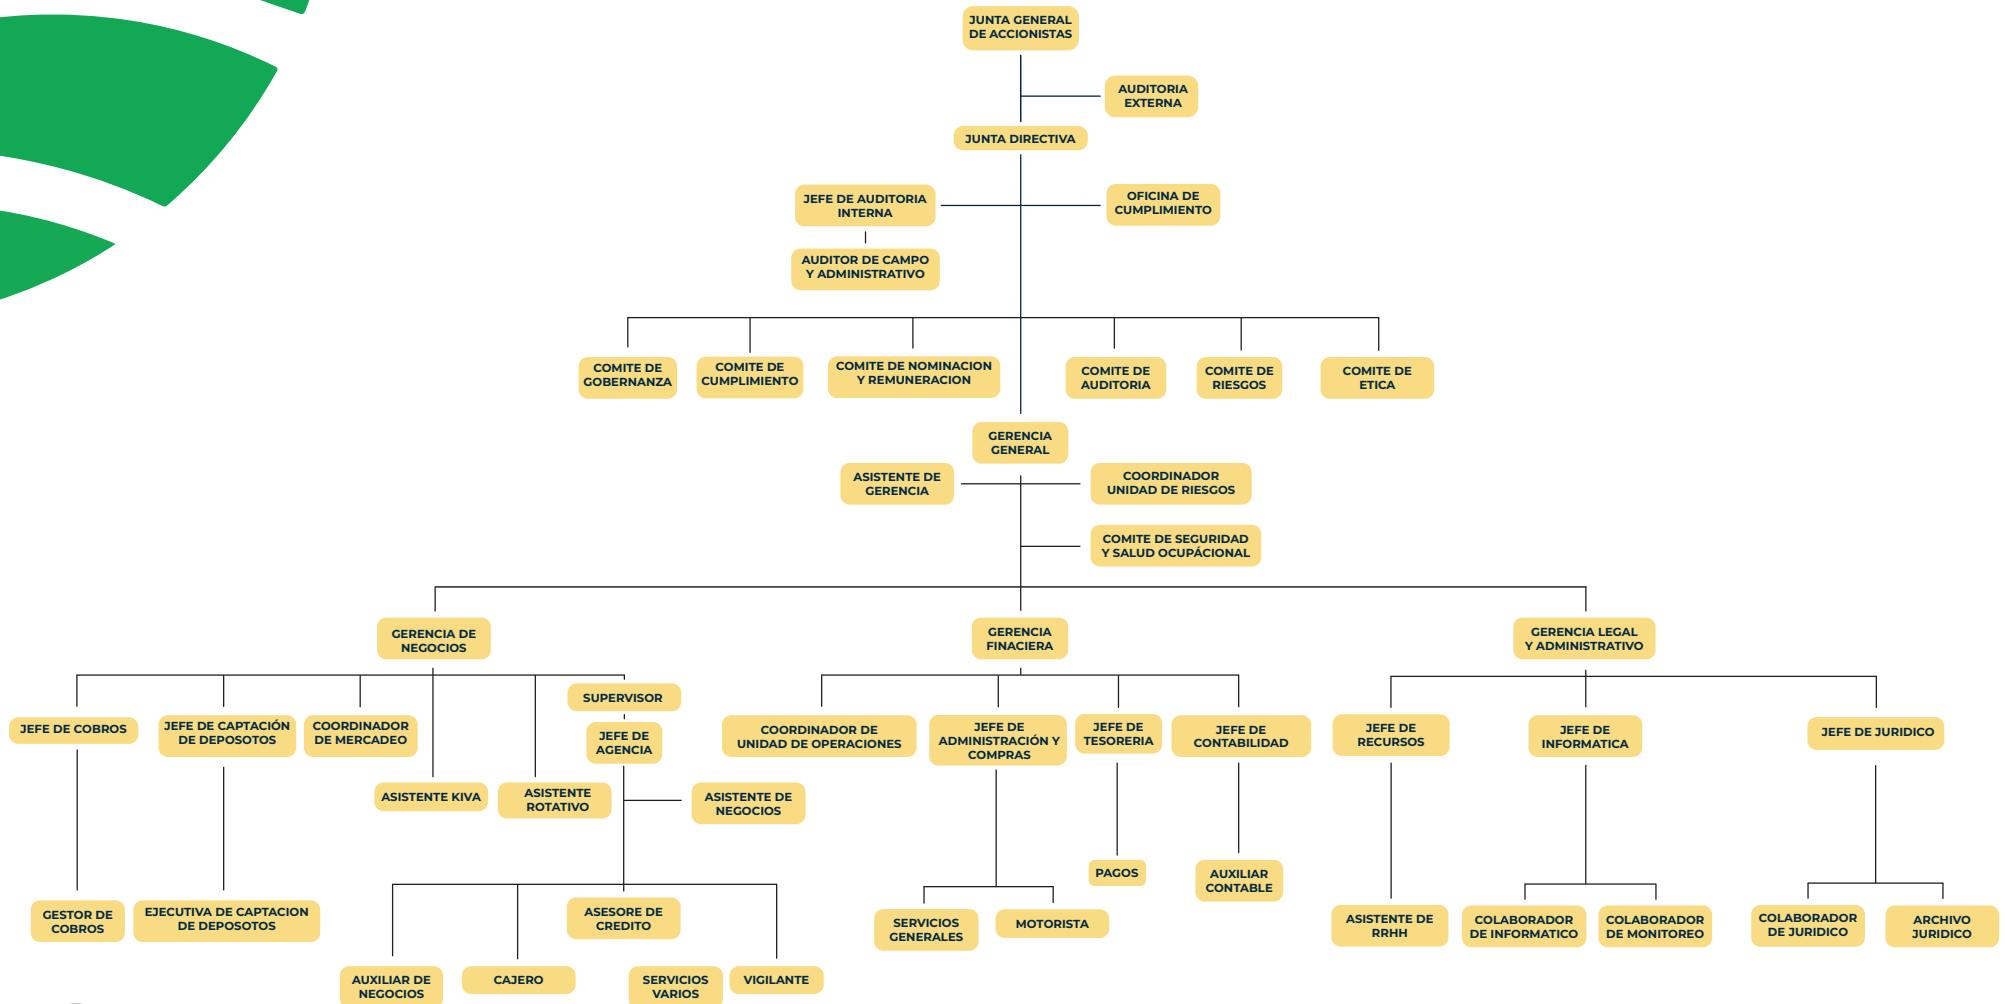 JUNTA GENERAL
DE ACCIONISTAS
AUDITORIA
EXTERNA
JUNTA DIRECTIVA
JEFE DE AUDITORIA
INTERNA
OFICINA DE
CUMPLIMIENTO
AUDITOR DE CAMPO
Y ADMINISTRATIVO
COMITE DE
GOBERNANZA
COMITE DE
CUMPLIMIENTO
COMITE DE NOMINACION
Y REMUNERACION
COMITE DE
AUDITORIA
COMITE DE
RIESGOS
COMITE DE
ETICA
GERENCIA
GENERAL
ASISTENTE DE
GERENCIA
COORDINADOR
UNIDAD DE RIESGOS
COMITE DE SEGURIDAD
Y SALUD OCUPÁCIONAL
GERENCIA DE
NEGOCIOS
GERENCIA
FINACIERA
GERENCIA LEGAL
Y ADMINISTRATIVO
SUPERVISOR
JEFE DE COBROS
JEFE DE CAPTACIÓN
DE DEPOSOTOS
COORDINADOR
DE MERCADEO
JEFE DE
AGENCIA
COORDINADOR DE
UNIDAD DE OPERACIONES
JEFE DE
ADMINISTRACIÓN Y
COMPRAS
JEFE DE
TESORERIA
JEFE DE
CONTABILIDAD
JEFE DE
RECURSOS
JEFE DE
INFORMATICA
JEFE DE JURIDICO
ASISTENTE KIVA
ASISTENTE
ROTATIVO
ASISTENTE DE
NEGOCIOS
PAGOS
AUXILIAR
CONTABLE
GESTOR DE
COBROS
EJECUTIVA DE CAPTACION
DE DEPOSOTOS
ASESORE DE
CREDITO
SERVICIOS
GENERALES
MOTORISTA
ASISTENTE DE
RRHH
COLABORADOR
DE INFORMATICO
COLABORADOR
DE MONITOREO
COLABORADOR
DE JURIDICO
ARCHIVO
JURIDICO
AUXILIAR DE
NEGOCIOS
CAJERO
SERVICIOS
VARIOS
VIGILANTE